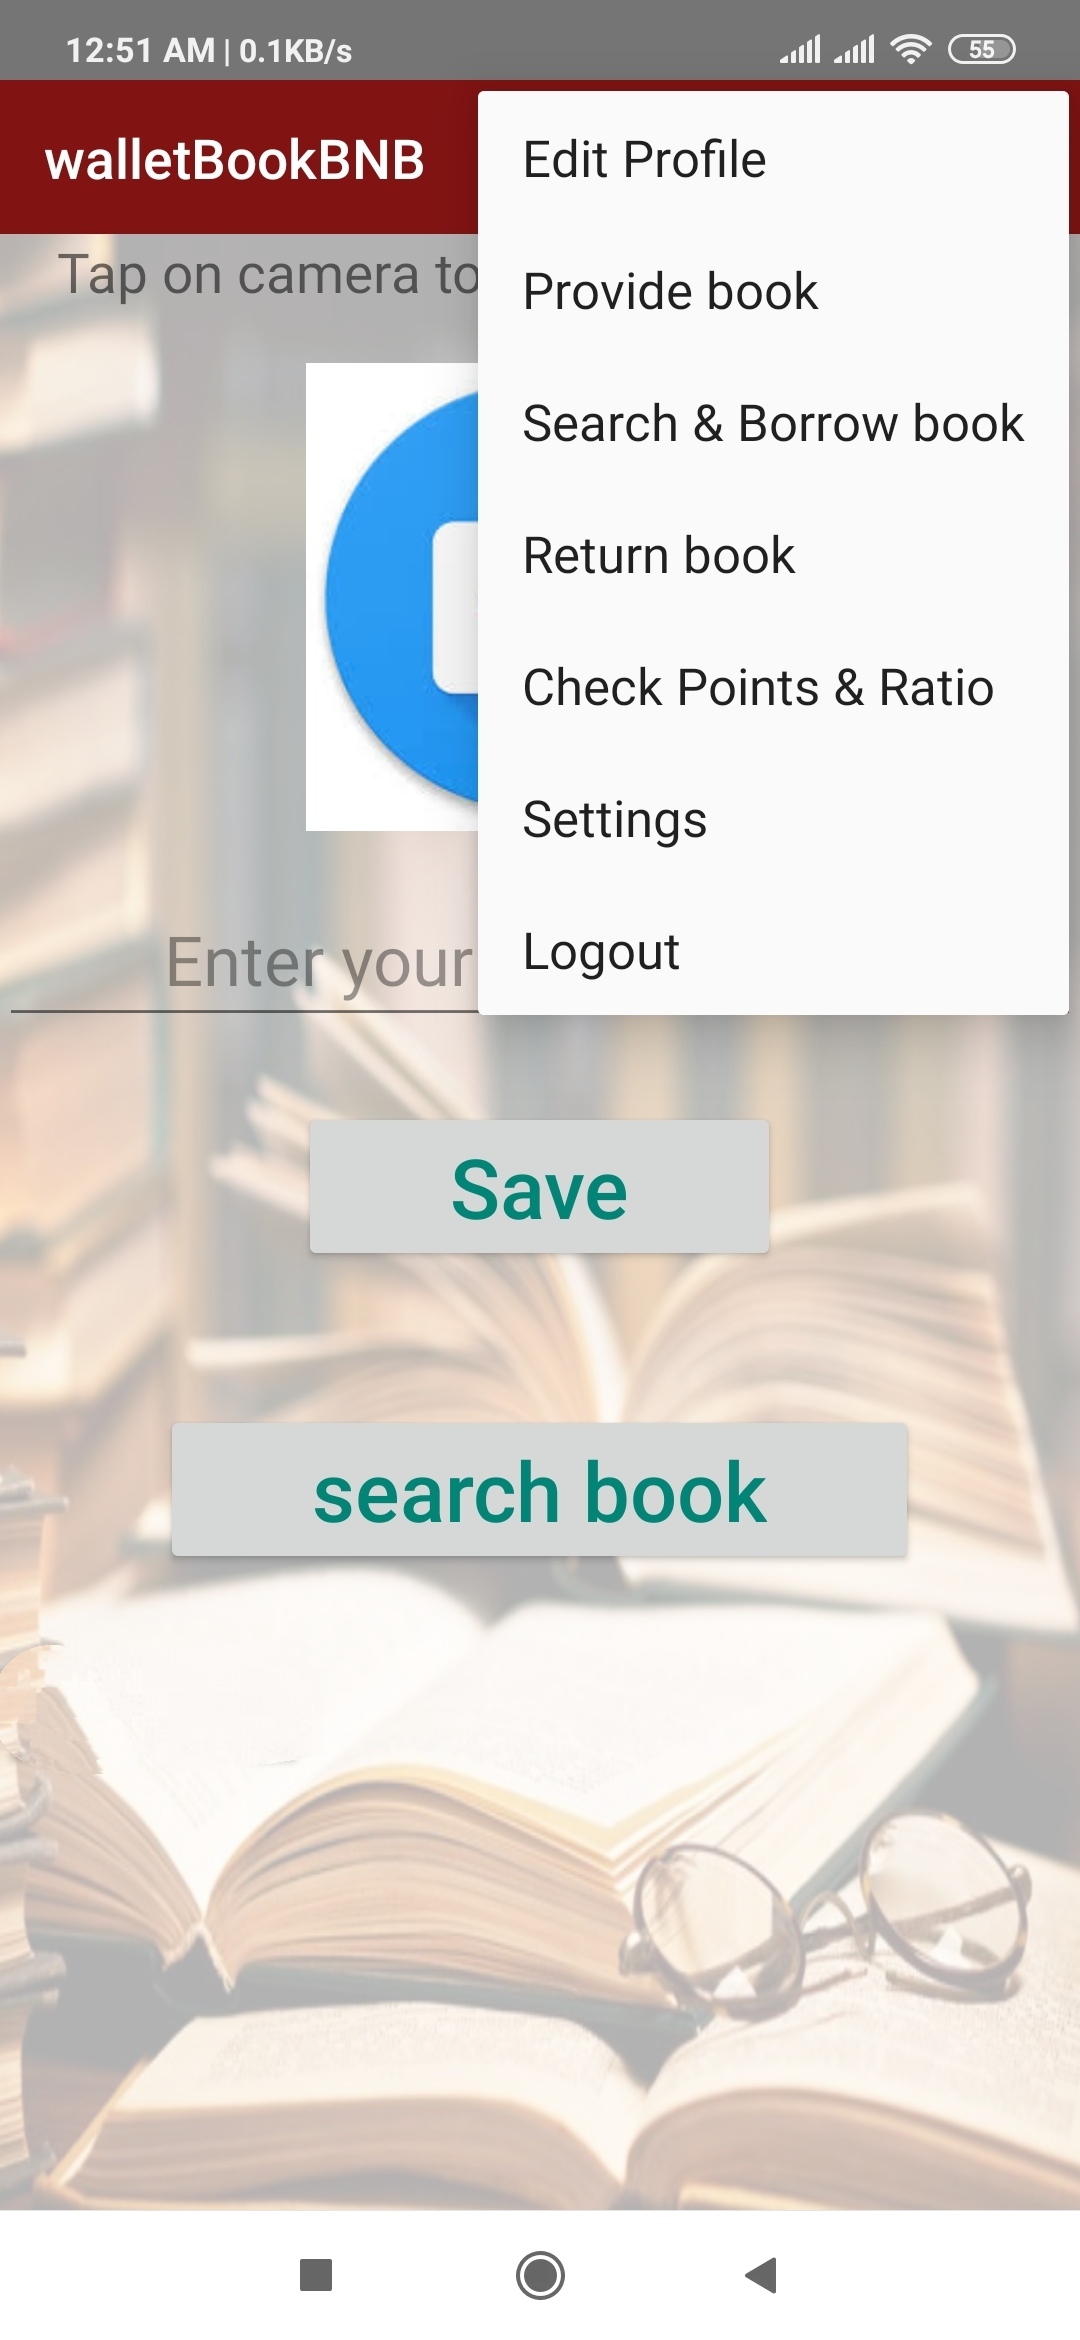 12:51 AM | 0.1KB/s
55
walletBookBNB
Edit Profile
Tap on camera to
Provide book
Search & Borrow book
Return book
Check Points & Ratio
Settings
Enter your
Logout
Save
search book